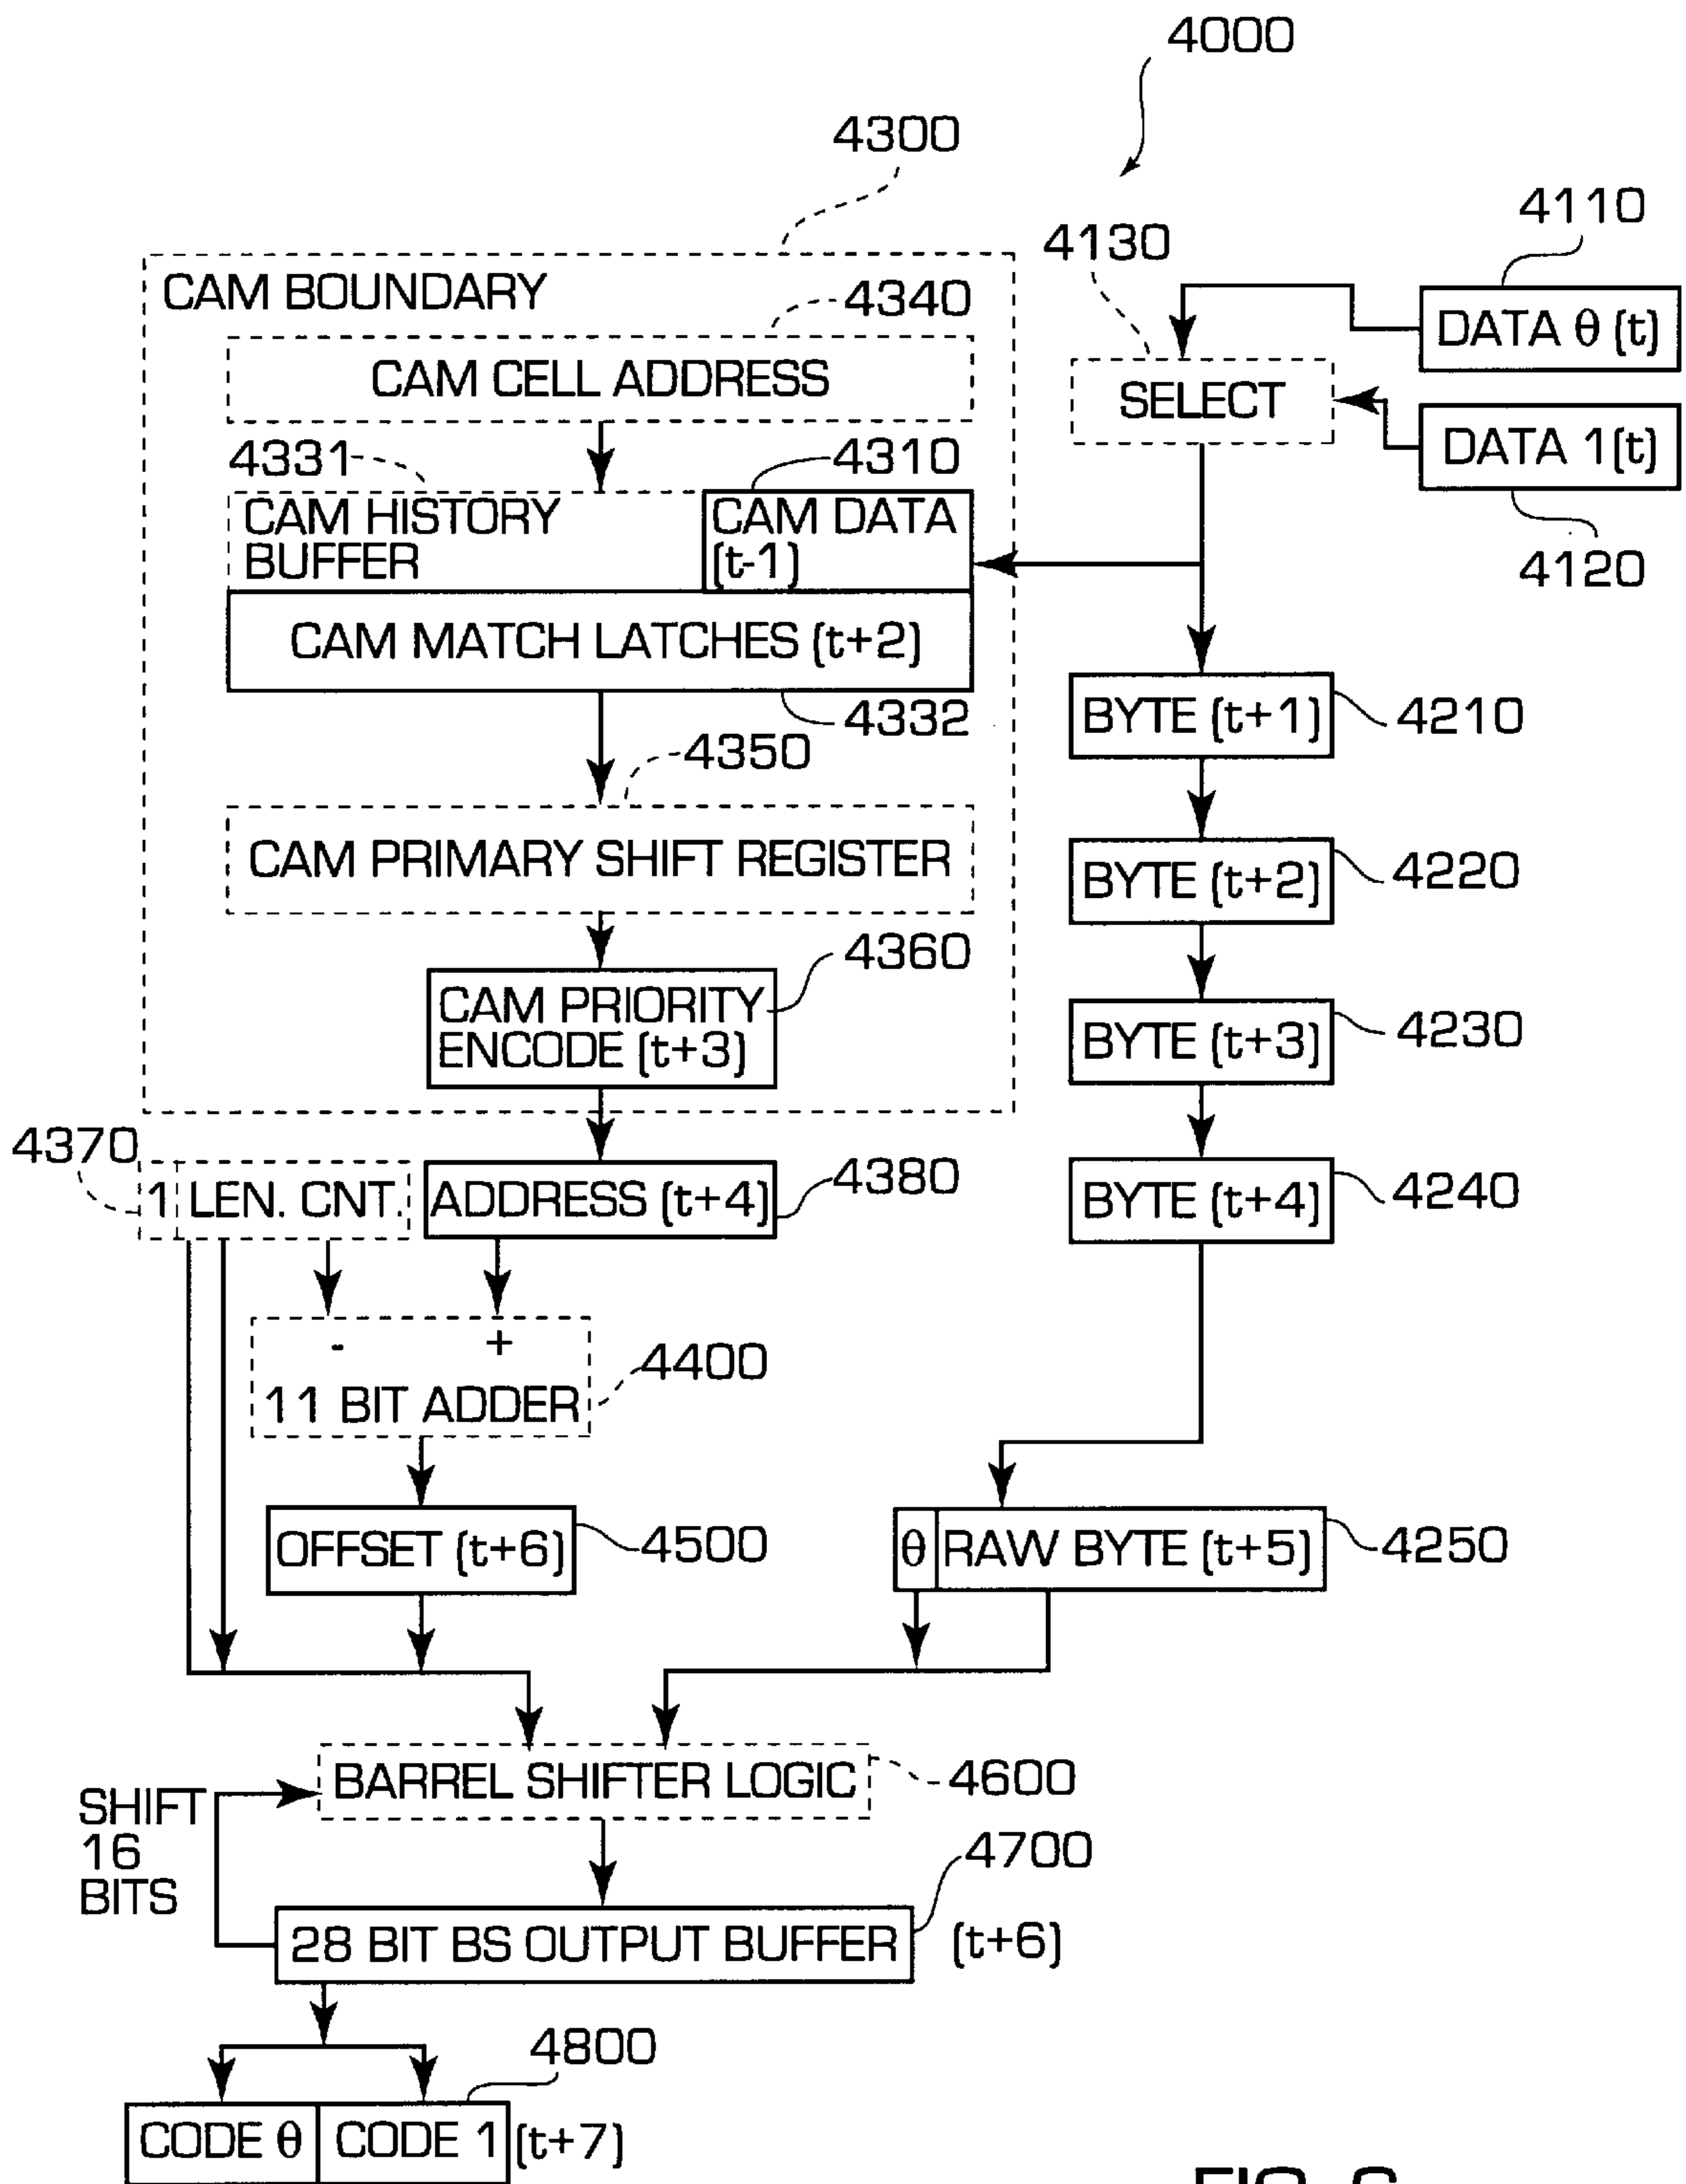 4000
4300
4110
4130
CAM BOUNDARY
4340
DATA θ (t)
CAM CELL ADDRESS
SELECT
4331
4310
DATA 1(t)
CAM HISTORY
BUFFER
CAM DATA
(t-1)
4120
CAM MATCH LATCHES (t+2)
4332
BYTE (t+1)
4210
4350
CAM PRIMARY SHIFT REGISTER
BYTE (t+2)
4220
4360
CAM PRIORITY
ENCODE (t+3)
BYTE (t+3)
4230
4370
1 LEN. CNT.
ADDRESS (t+4)
4380
BYTE (t+4)
4240
- +
11 BIT ADDER
4400
OFFSET (t+6)
4500
θ RAW BYTE (t+5)
4250
BARREL SHIFTER LOGIC
4600
SHIFT
16
BITS
4700
28 BIT BS OUTPUT BUFFER
(t+6)
4800
CODE θ CODE 1 (t+7)